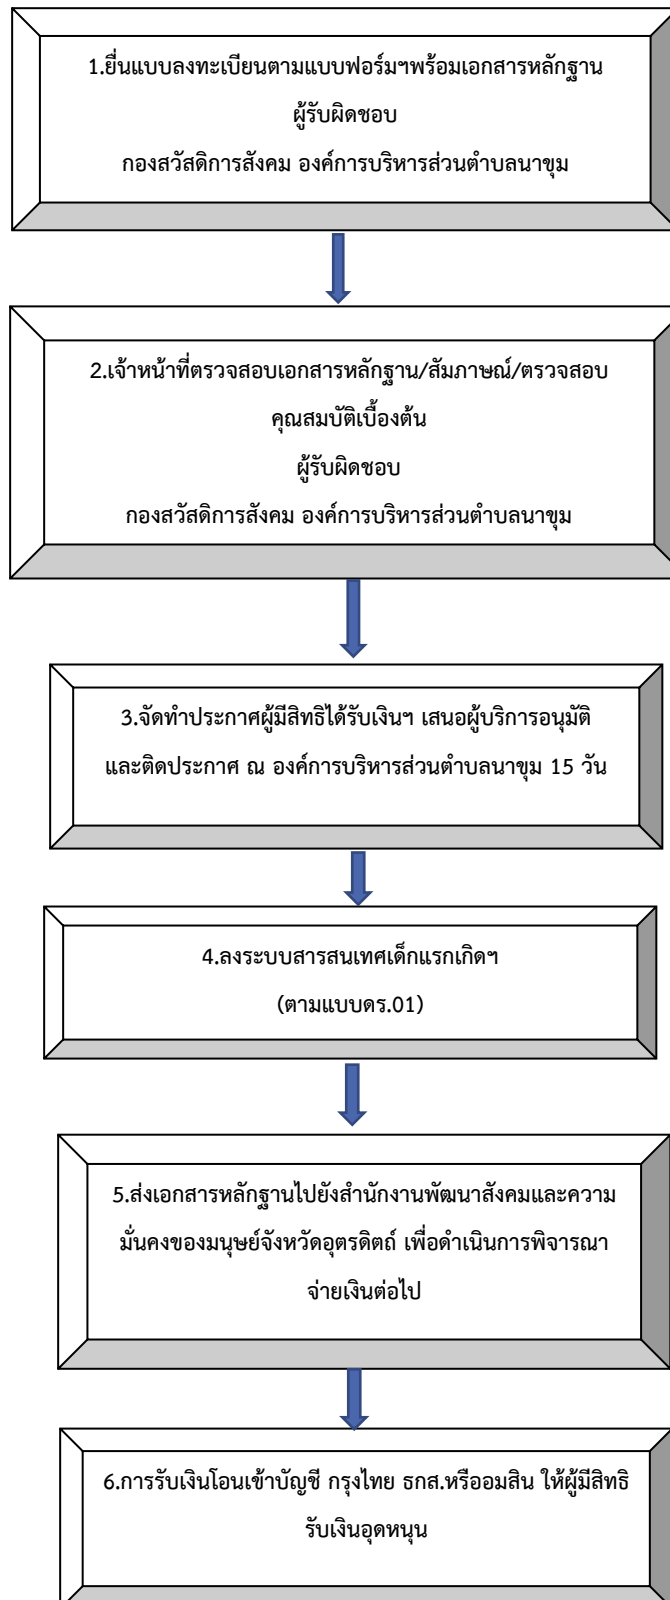 1.ยื่นแบบลงทะเบียนตามแบบฟอร์มฯพร้อมเอกสารหลักฐาน
ผู้รับผิดชอบ
กองสวัสดิการสังคม องค์การบริหารส่วนตำบลนาขุม
2.เจ้าหน้าที่ตรวจสอบเอกสารหลักฐาน/สัมภาษณ์/ตรวจสอบ
คุณสมบัติเบื้องต้น
ผู้รับผิดชอบ
กองสวัสดิการสังคม องค์การบริหารส่วนตำบลนาขุม
3.จัดทำประกาศผู้มีสิทธิได้รับเงินฯ เสนอผู้บริการอนุมัติ
และติดประกาศ ณ องค์การบริหารส่วนตำบลนาขุม 15 วัน
4.ลงระบบสารสนเทศเด็กแรกเกิดฯ
(ตามแบบดร.01)
5.ส่งเอกสารหลักฐานไปยังสำนักงานพัฒนาสังคมและความ
มั่นคงของมนุษย์จังหวัดอุตรดิตถ์ เพื่อดำเนินการพิจารณา
จ่ายเงินต่อไป
6.การรับเงินโอนเข้าบัญชี กรุงไทย ธกส.หรืออมสิน ให้ผู้มีสิทธิ
รับเงินอุดหนุน